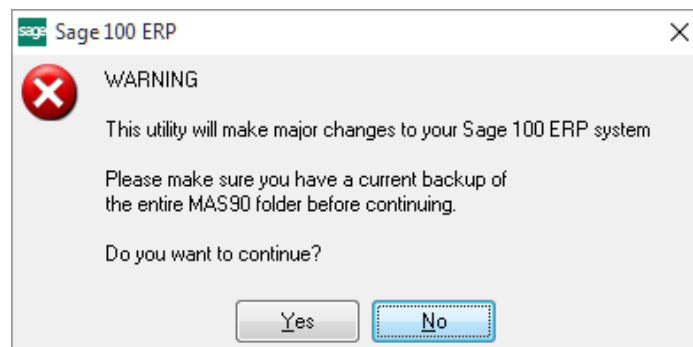 sage Sage 100 ERP
WARNING
This utility will make major changes to your Sage 100 ERP system
Please make sure you have a current backup of
the entire MAS90 folder before continuing.
Do you want to continue?
Yes No